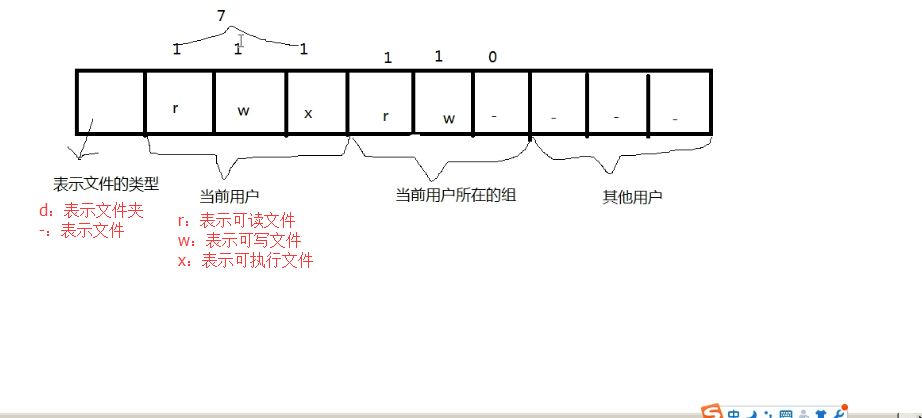 7
1 1 1 1 1 0
r w x r w - - - -
表示文件的类型
当前用户
当前用户所在的组
其他用户
d：表示文件夹
-：表示文件
r：表示可读文件
w：表示可写文件
x：表示可执行文件
S 中